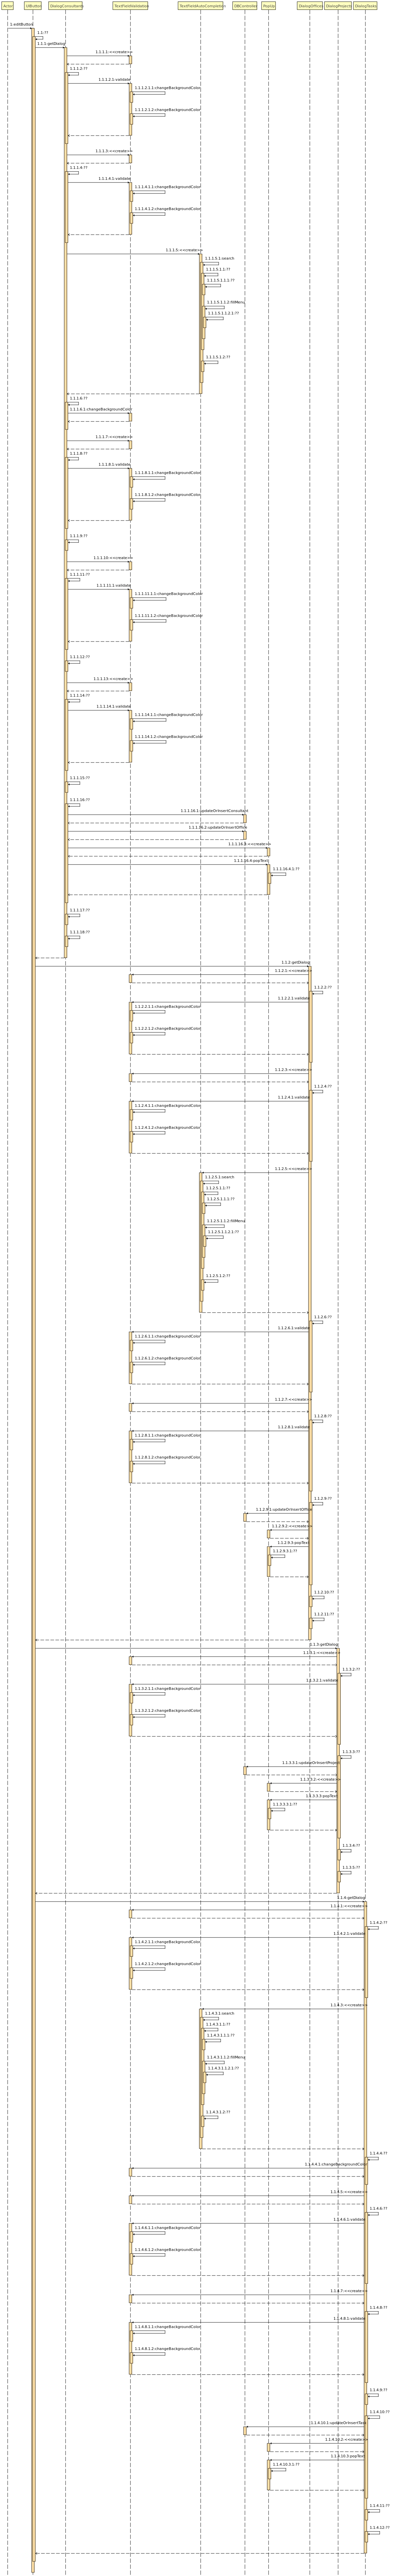 Actor UIButton DialogConsultants TextFieldValidator TextFieldAutoCompletion DBController PopUp DialogOffice DialogProjects DialogTasks
1:editButton
1.1:??
1.1.1:getDialog
1.1.1.1:<<create>>
1.1.1.2:??
1.1.1.2.1:validate
1.1.1.2.1.1:changeBackgroundColor
1.1.1.2.1.2:changeBackgroundColor
1.1.1.3:<<create>>
1.1.1.4:??
1.1.1.4.1:validate
1.1.1.4.1.1:changeBackgroundColor
1.1.1.4.1.2:changeBackgroundColor
1.1.1.5:<<create>>
1.1.1.5.1:search
1.1.1.5.1.1:??
1.1.1.5.1.1.1:??
1.1.1.5.1.1.2:fillMenu
1.1.1.5.1.1.2.1:??
1.1.1.5.1.2:??
1.1.1.6:??
1.1.1.6.1:changeBackgroundColor
1.1.1.7:<<create>>
1.1.1.8:??
1.1.1.8.1:validate
1.1.1.8.1.1:changeBackgroundColor
1.1.1.8.1.2:changeBackgroundColor
1.1.1.9:??
1.1.1.10:<<create>>
1.1.1.11:??
1.1.1.11.1:validate
1.1.1.11.1.1:changeBackgroundColor
1.1.1.11.1.2:changeBackgroundColor
1.1.1.12:??
1.1.1.13:<<create>>
1.1.1.14:??
1.1.1.14.1:validate
1.1.1.14.1.1:changeBackgroundColor
1.1.1.14.1.2:changeBackgroundColor
1.1.1.15:??
1.1.1.16:??
1.1.1.16.1:updateOrInsertConsultant
1.1.1.16.2:updateOrInsertOffice
1.1.1.16.3:<<create>>
1.1.1.16.4:popText
1.1.1.16.4.1:??
1.1.1.17:??
1.1.1.18:??
1.1.2:getDialog
1.1.2.1:<<create>>
1.1.2.2:??
1.1.2.2.1:validate
1.1.2.2.1.1:changeBackgroundColor
1.1.2.2.1.2:changeBackgroundColor
1.1.2.3:<<create>>
1.1.2.4:??
1.1.2.4.1:validate
1.1.2.4.1.1:changeBackgroundColor
1.1.2.4.1.2:changeBackgroundColor
1.1.2.5:<<create>>
1.1.2.5.1:search
1.1.2.5.1.1:??
1.1.2.5.1.1.1:??
1.1.2.5.1.1.2:fillMenu
1.1.2.5.1.1.2.1:??
1.1.2.5.1.2:??
1.1.2.6:??
1.1.2.6.1:validate
1.1.2.6.1.1:changeBackgroundColor
1.1.2.6.1.2:changeBackgroundColor
1.1.2.7:<<create>>
1.1.2.8:??
1.1.2.8.1:validate
1.1.2.8.1.1:changeBackgroundColor
1.1.2.8.1.2:changeBackgroundColor
1.1.2.9:??
1.1.2.9.1:updateOrInsertOffice
1.1.2.9.2:<<create>>
1.1.2.9.3:popText
1.1.2.9.3.1:??
1.1.2.10:??
1.1.2.11:??
1.1.3:getDialog
1.1.3.1:<<create>>
1.1.3.2:??
1.1.3.2.1:validate
1.1.3.2.1.1:changeBackgroundColor
1.1.3.2.1.2:changeBackgroundColor
1.1.3.3:??
1.1.3.3.1:updateOrInsertProject
1.1.3.3.2:<<create>>
1.1.3.3.3:popText
1.1.3.3.3.1:??
1.1.3.4:??
1.1.3.5:??
1.1.4:getDialog
1.1.4.1:<<create>>
1.1.4.2:??
1.1.4.2.1:validate
1.1.4.2.1.1:changeBackgroundColor
1.1.4.2.1.2:changeBackgroundColor
1.1.4.3:<<create>>
1.1.4.3.1:search
1.1.4.3.1.1:??
1.1.4.3.1.1.1:??
1.1.4.3.1.1.2:fillMenu
1.1.4.3.1.1.2.1:??
1.1.4.3.1.2:??
1.1.4.4:??
1.1.4.4.1:changeBackgroundColor
1.1.4.5:<<create>>
1.1.4.6:??
1.1.4.6.1:validate
1.1.4.6.1.1:changeBackgroundColor
1.1.4.6.1.2:changeBackgroundColor
1.1.4.7:<<create>>
1.1.4.8:??
1.1.4.8.1:validate
1.1.4.8.1.1:changeBackgroundColor
1.1.4.8.1.2:changeBackgroundColor
1.1.4.9:??
1.1.4.10:??
1.1.4.10.1:updateOrInsertTask
1.1.4.10.2:<<create>>
1.1.4.10.3:popText
1.1.4.10.3.1:??
1.1.4.11:??
1.1.4.12:??